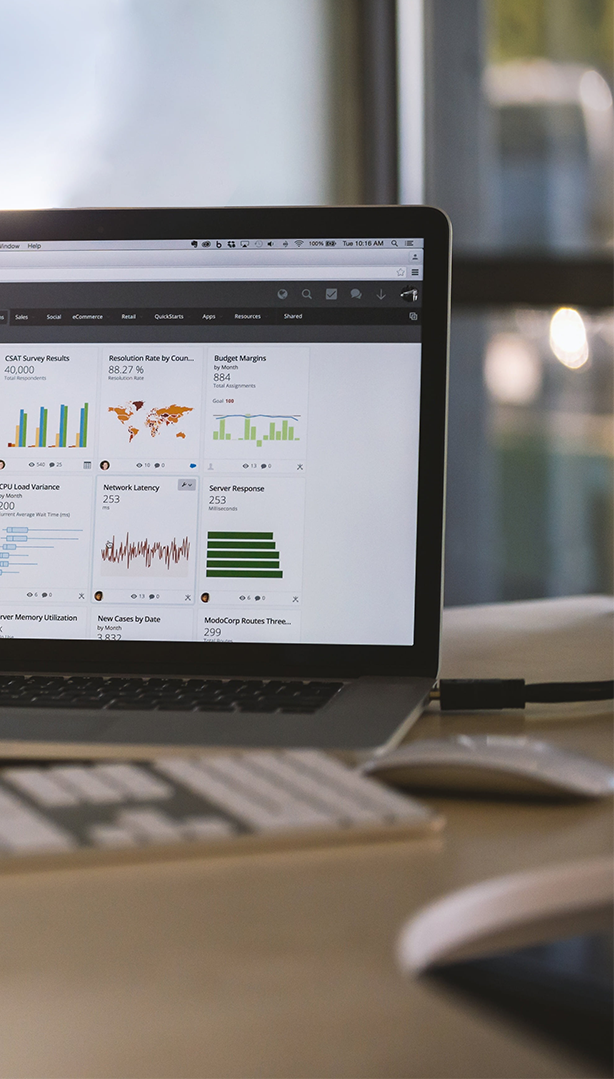 Window Help 100% Tue 10:16 AM
Sales Social eCommerce Retail QuickStarts Apps Resources Shared
CSAT Survey Results
40,000
Total Respondents
540 25
Resolution Rate by Coun...
88.27 %
Resolution Rate
10 0
Budget Margins
by Month
884
Total Assignments
Goal 100
13 0
CPU Load Variance
by Month
200
Current Average Wait Time (ms)
6 0
Network Latency
253
ms
13 0
Server Response
253
Milliseconds
6 0
Memory Utilization
New Cases by Date
by Month
3,832
ModoCorp Routes Three...
299
Total Routes